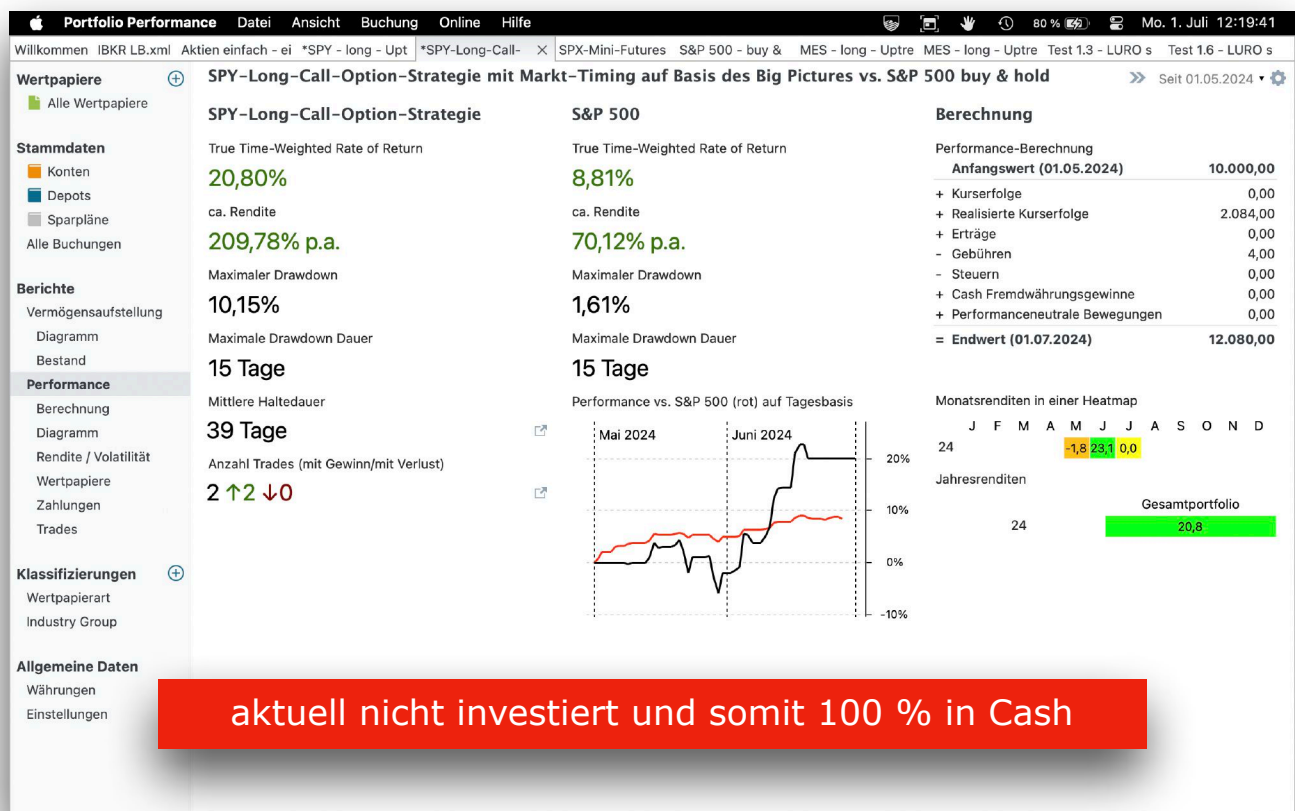 Portfolio Performance Datei Ansicht Buchung Online Hilfe 80 % Mo. 1. Juli 12:19:41
Willkommen IBKR LB.xml Aktien einfach - ei *SPY - long - Upt *SPY-Long-Call- × SPX-Mini-Futures S&P 500 - buy & MES - long - Uptre MES - long - Uptre Test 1.3 - LURO s Test 1.6 - LURO s
Wertpapiere
Alle Wertpapiere
Stammdaten
Konten
Depots
Sparpläne
Alle Buchungen
Berichte
Vermögensaufstellung
Diagramm
Bestand
Performance
Berechnung
Diagramm
Rendite / Volatilität
Wertpapiere
Zahlungen
Trades
Klassifizierungen
Wertpapierart
Industry Group
Allgemeine Daten
Währungen
Einstellungen
SPY-Long-Call-Option-Strategie mit Markt-Timing auf Basis des Big Pictures vs. S&P 500 buy & hold
Seit 01.05.2024
SPY-Long-Call-Option-Strategie
True Time-Weighted Rate of Return
20,80%
ca. Rendite
209,78% p.a.
Maximaler Drawdown
10,15%
Maximale Drawdown Dauer
15 Tage
Mittlere Haltedauer
39 Tage
Anzahl Trades (mit Gewinn/mit Verlust)
2 ↑2 ↓0
S&P 500
True Time-Weighted Rate of Return
8,81%
ca. Rendite
70,12% p.a.
Maximaler Drawdown
1,61%
Maximale Drawdown Dauer
15 Tage
Performance vs. S&P 500 (rot) auf Tagesbasis
Mai 2024 Juni 2024
20%
10%
0%
-10%
Berechnung
Performance-Berechnung
Anfangswert (01.05.2024) 10.000,00
+ Kurserfolge 0,00
+ Realisierte Kurserfolge 2.084,00
+ Erträge 0,00
- Gebühren 4,00
- Steuern 0,00
+ Cash Fremdwährungsgewinne 0,00
+ Performanceneutrale Bewegungen 0,00
= Endwert (01.07.2024) 12.080,00
Monatsrenditen in einer Heatmap
J F M A M J J A S O N D
24 -1,8 23,1 0,0
Jahresrenditen
Gesamtportfolio
24 20,8
aktuell nicht investiert und somit 100 % in Cash